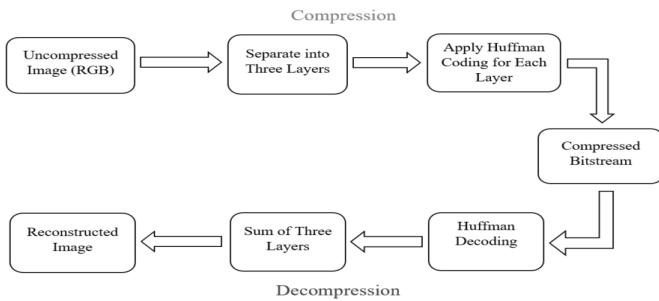 Compression
Uncompressed
Image (RGB)
Separate into
Three Layers
Apply Huffman
Coding for Each
Layer
Compressed
Bitstream
Huffman
Decoding
Sum of Three
Layers
Reconstructed
Image
Decompression